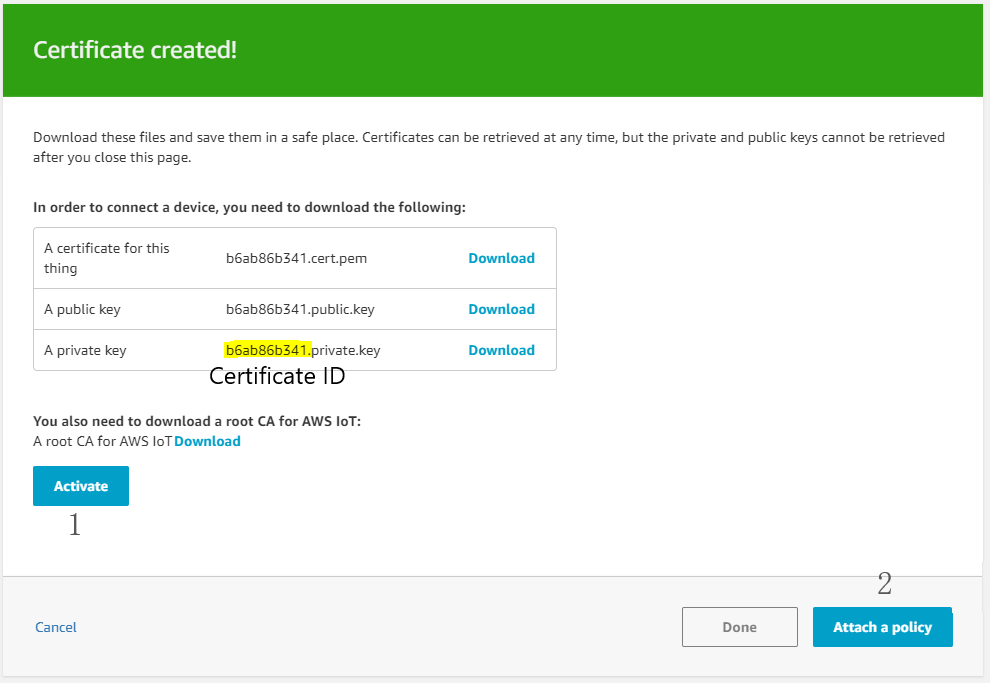 Certificate created!
Download these files and save them in a safe place. Certificates can be retrieved at any time, but the private and public keys cannot be retrieved
after you close this page.
In order to connect a device, you need to download the following:
A certificate for this
thing
b6ab86b341.cert.pem
Download
A public key
b6ab86b341.public.key
Download
A private key
b6ab86b341.private.key
Download
Certificate ID
You also need to download a root CA for AWS IoT:
A root CA for AWS IoT Download
Activate
1
2
Cancel
Done
Attach a policy